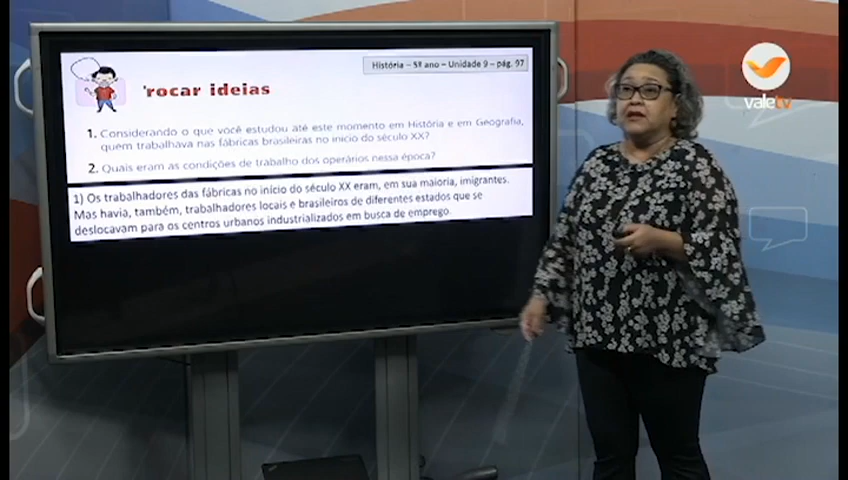 História – 5º ano – Unidade 9 – pág. 97
'rocar ideias
1. Considerando o que você estudou até este momento em História e em Geografia,
quem trabalhava nas fábricas brasileiras no início do século XX?
2. Quais eram as condições de trabalho dos operários nessa época?
1) Os trabalhadores das fábricas no início do século XX eram, em sua maioria, imigrantes.
Mas havia, também, trabalhadores locais e brasileiros de diferentes estados que se
deslocavam para os centros urbanos industrializados em busca de emprego.
valetv